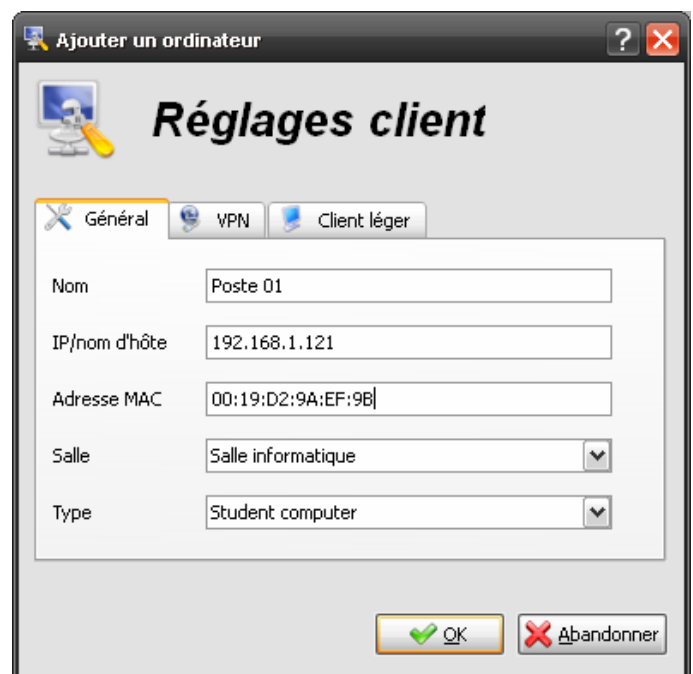 Ajouter un ordinateur
Réglages client
Général VPN Client léger
Nom Poste 01
IP/nom d'hôte 192.168.1.121
Adresse MAC 00:19:D2:9A:EF:9B
Salle Salle informatique
Type Student computer
OK Abandonner